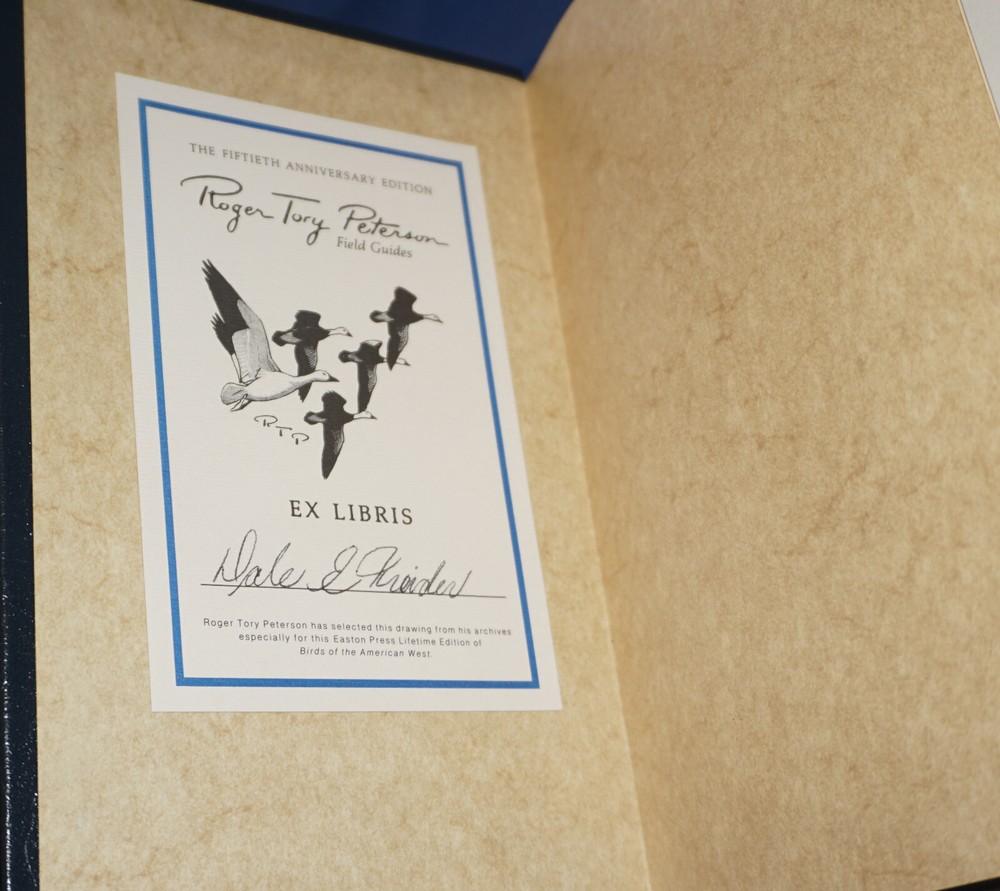 THE FIFTIETH ANNIVERSARY EDITION
Roger Tory Peterson
Field Guides
RTP
EX LIBRIS
Dale E Kreider
Roger Tory Peterson has selected this drawing from his archives
especially for this Easton Press Lifetime Edition of
Birds of the American West.